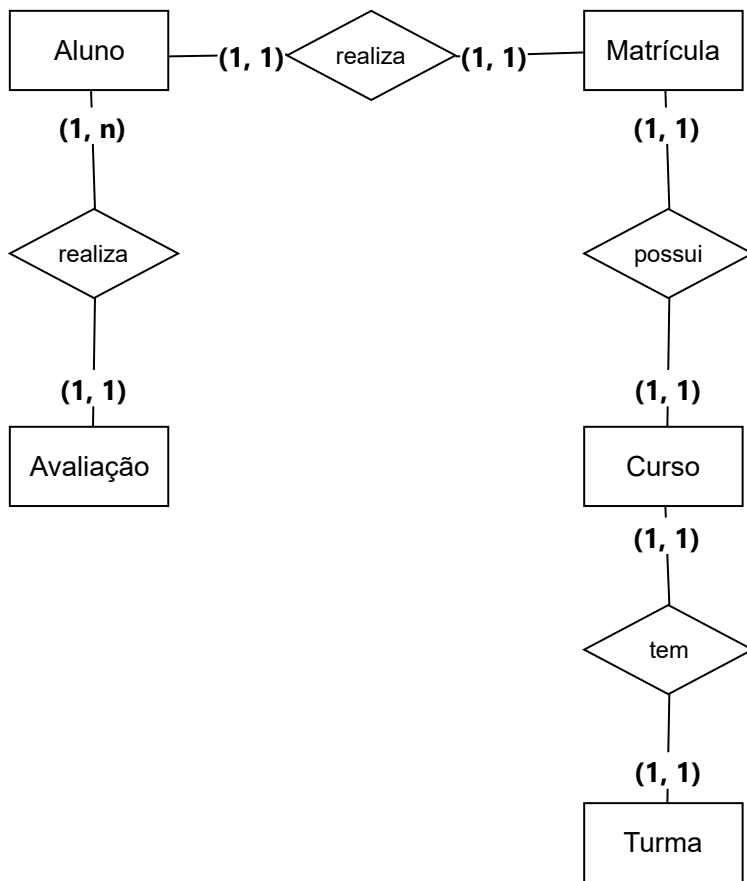 Aluno
(1, 1)
realiza
(1, 1)
Matrícula
(1, n)
(1, 1)
realiza
possui
(1, 1)
(1, 1)
Avaliação
Curso
(1, 1)
tem
(1, 1)
Turma